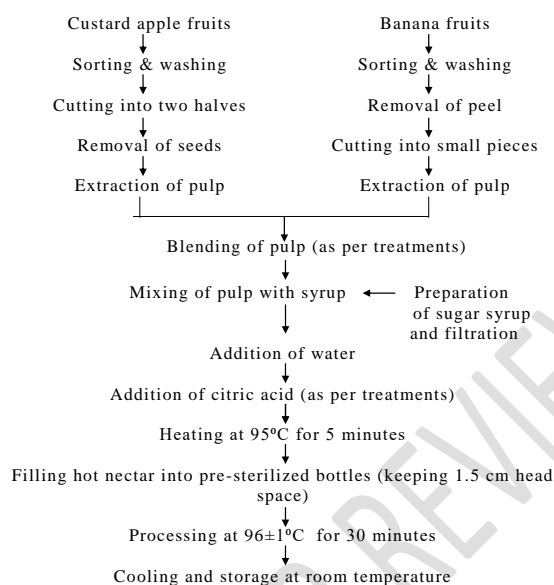 Custard apple fruits
Banana fruits
Sorting & washing
Sorting & washing
Cutting into two halves
Removal of peel
Removal of seeds
Cutting into small pieces
Extraction of pulp
Extraction of pulp
Blending of pulp (as per treatments)
Mixing of pulp with syrup
Preparation
of sugar syrup
and filtration
Addition of water
Addition of citric acid (as per treatments)
Heating at 95⁰C for 5 minutes
Filling hot nectar into pre-sterilized bottles (keeping 1.5 cm head
space)
Processing at 96±1⁰C for 30 minutes
Cooling and storage at room temperature
REVIEW